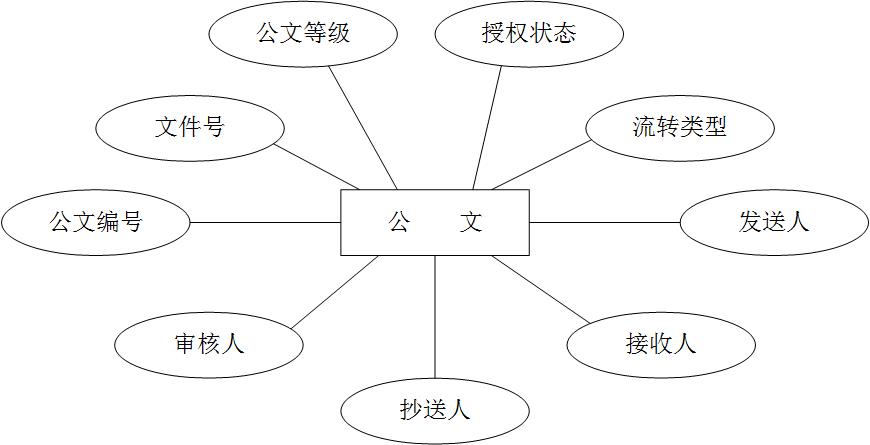 公文等级
授权状态
文件号
流转类型
公文编号
公 文
发送人
审核人
接收人
抄送人